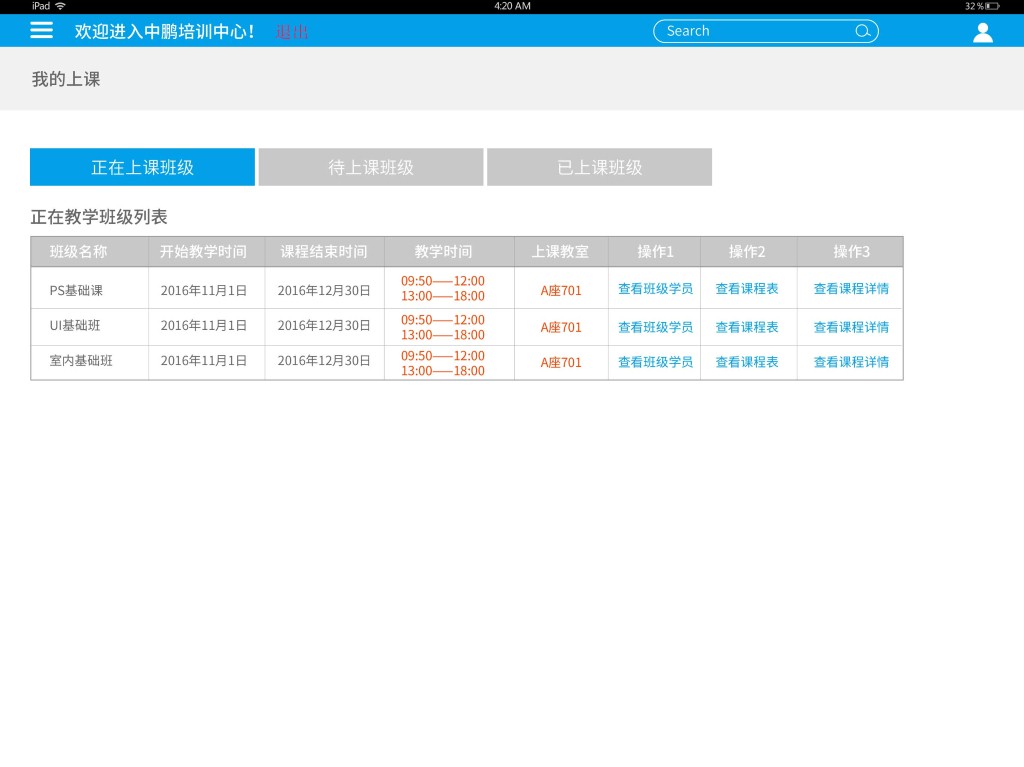 iPad 4:20 AM 32%
欢迎进入中鹏培训中心！ 退出 Search
我的上课
正在上课班级 待上课班级 已上课班级
正在教学班级列表
班级名称 开始教学时间 课程结束时间 教学时间 上课教室 操作1 操作2 操作3
PS基础课 2016年11月1日 2016年12月30日 09:50——12:00 13:00——18:00 A座701 查看班级学员 查看课程表 查看课程详情
UI基础班 2016年11月1日 2016年12月30日 09:50——12:00 13:00——18:00 A座701 查看班级学员 查看课程表 查看课程详情
室内基础班 2016年11月1日 2016年12月30日 09:50——12:00 13:00——18:00 A座701 查看班级学员 查看课程表 查看课程详情